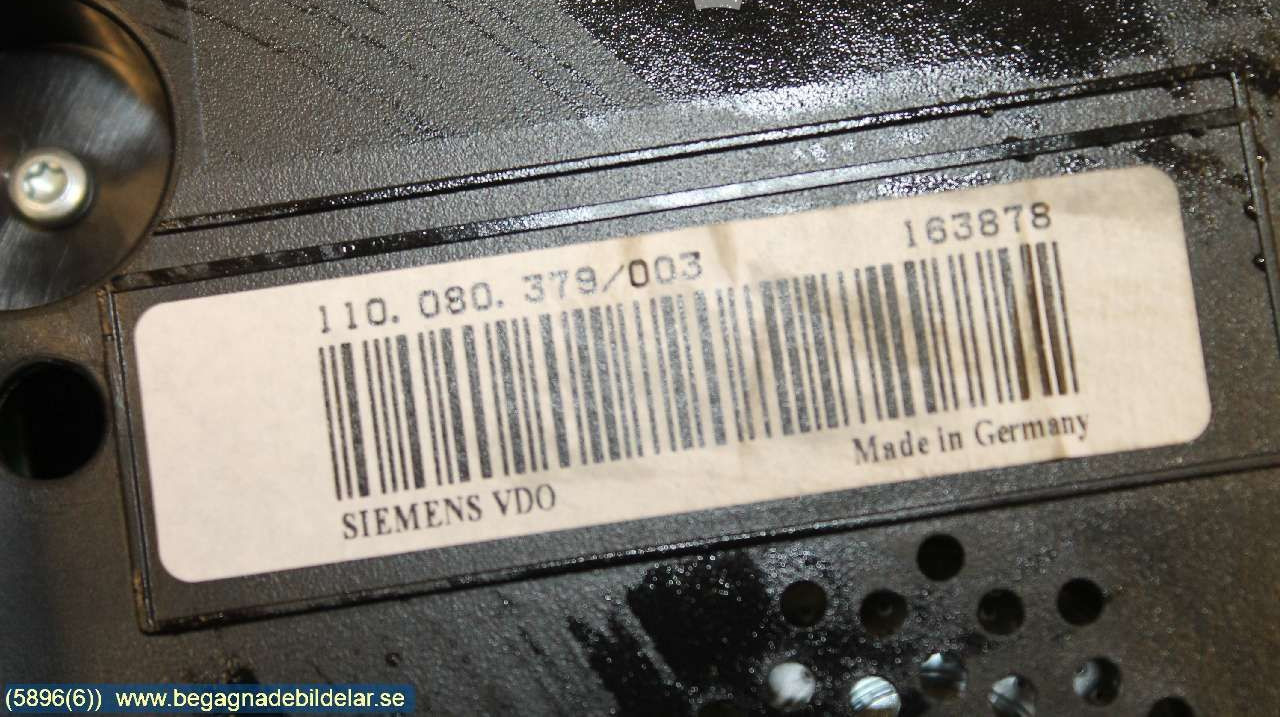 110.080.379/003 163878
SIEMENS VDO Made in Germany
(5896(6)) www.begagnadebildelar.se